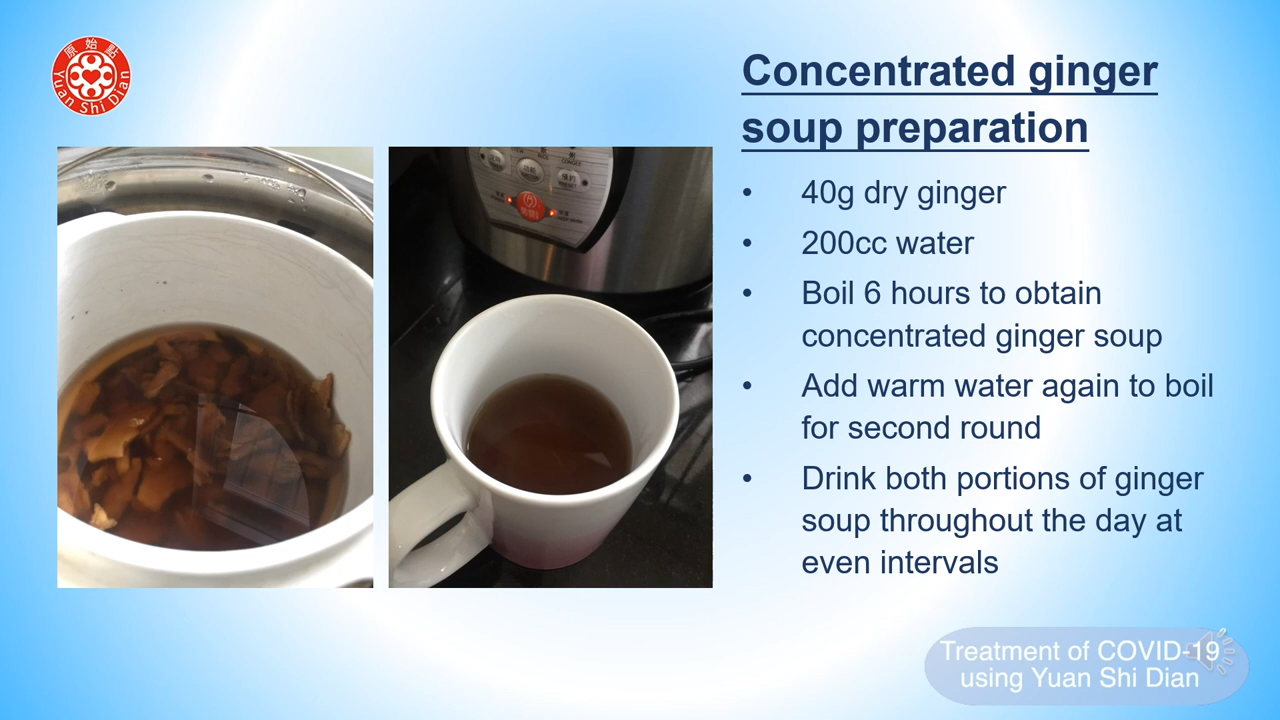 原始點
Yuan Shi Dian
Concentrated ginger
soup preparation
• 40g dry ginger
• 200cc water
• Boil 6 hours to obtain
concentrated ginger soup
• Add warm water again to boil
for second round
• Drink both portions of ginger
soup throughout the day at
even intervals
Treatment of COVID-19
using Yuan Shi Dian